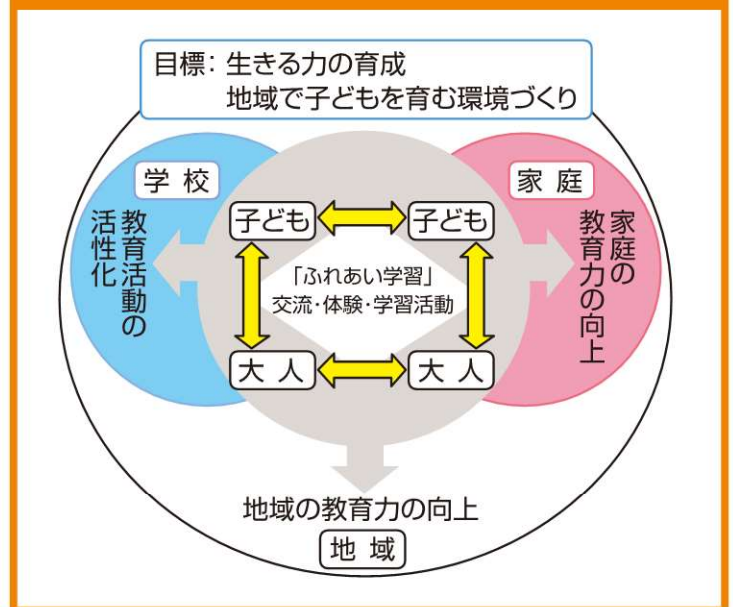 目標：生きる力の育成
地域で子どもを育む環境づくり
学校
教育活動の
活性化
家庭
家庭の
教育力の向上
子ども
子ども
「ふれあい学習」
交流・体験・学習活動
大人
大人
地域の教育力の向上
地域